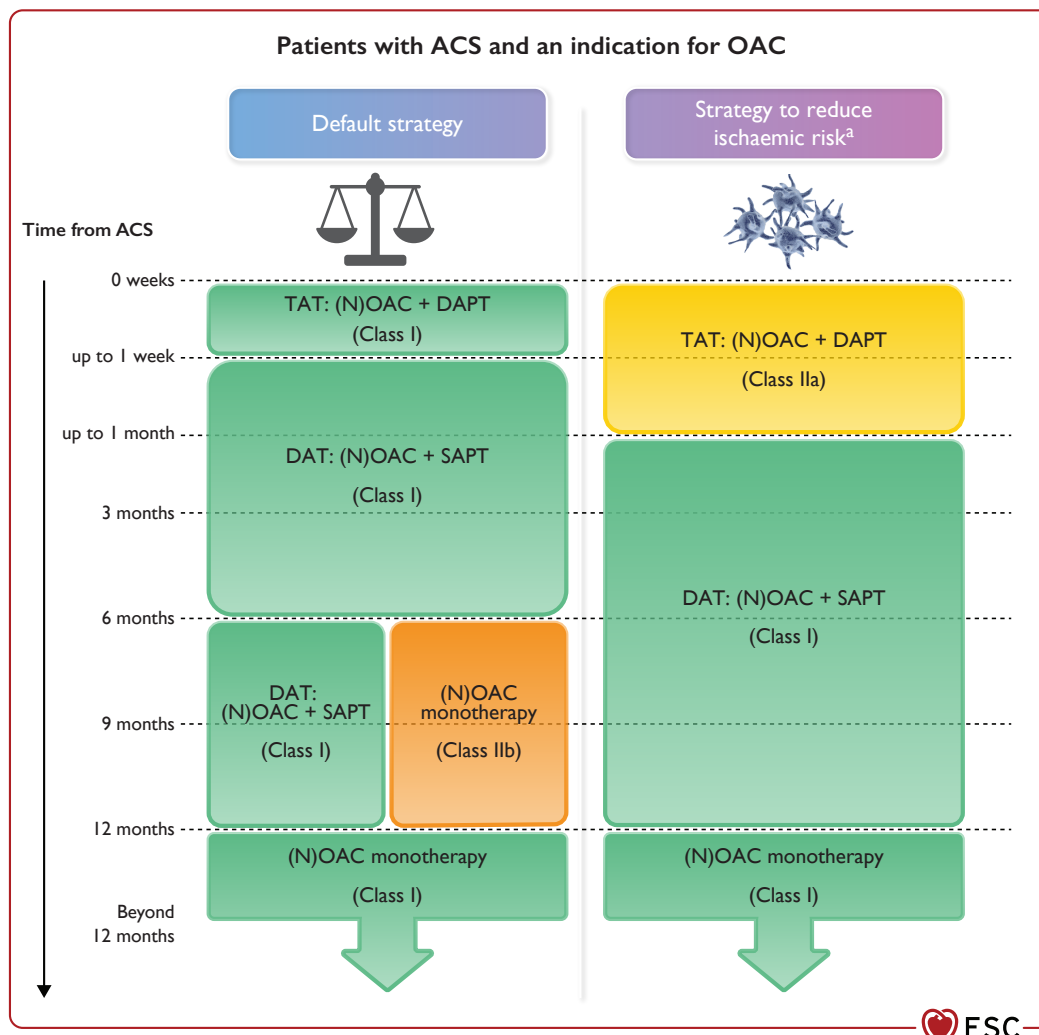 Patients with ACS and an indication for OAC
Default strategy
Strategy to reduce
ischaemic riskª
Time from ACS
0 weeks
TAT: (N)OAC + DAPT
(Class I)
TAT: (N)OAC + DAPT
(Class IIa)
up to 1 week
up to 1 month
DAT: (N)OAC + SAPT
(Class I)
3 months
DAT: (N)OAC + SAPT
(Class I)
6 months
DAT:
(N)OAC + SAPT
(Class I)
(N)OAC
monotherapy
(Class IIb)
9 months
12 months
(N)OAC monotherapy
(Class I)
(N)OAC monotherapy
(Class I)
Beyond
12 months
ESC